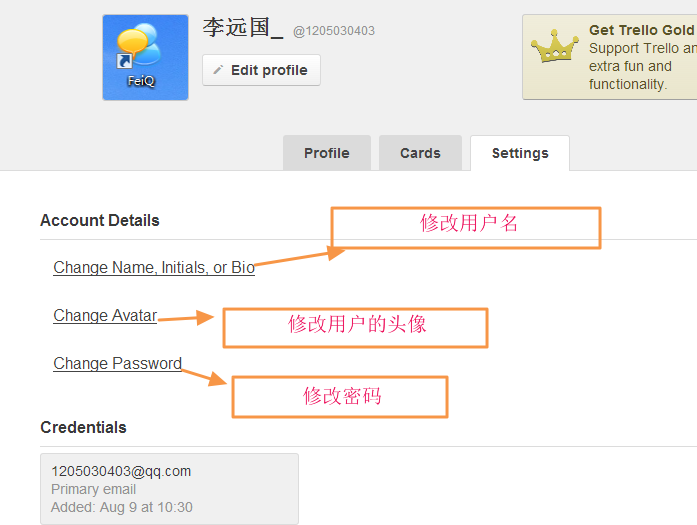 李远国_ @1205030403
Edit profile
FeiQ
Get Trello Gold
Support Trello an
extra fun and
functionality.
Profile Cards Settings
Account Details
修改用户名
Change Name, Initials, or Bio
Change Avatar
修改用户的头像
Change Password
修改密码
Credentials
1205030403@qq.com
Primary email
Added: Aug 9 at 10:30